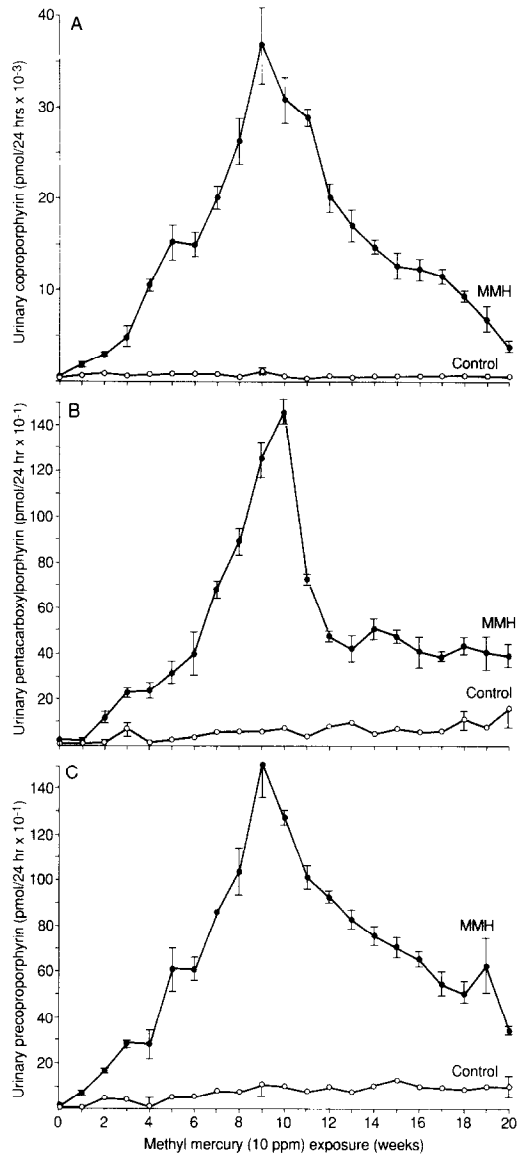 A
Urinary coproporphyrin (pmol/24 hrs x 10-3)
40
30
20
10
MMH
Control
B
Urinary pentacarboxylporphyrin (pmol/24 hr x 10-1)
140
120
100
80
60
40
20
MMH
Control
C
Urinary precoproporphyrin (pmol/24 hr x 10-1)
140
120
100
80
60
40
20
MMH
Control
0 2 4 6 8 10 12 14 16 18 20
Methyl mercury (10 ppm) exposure (weeks)